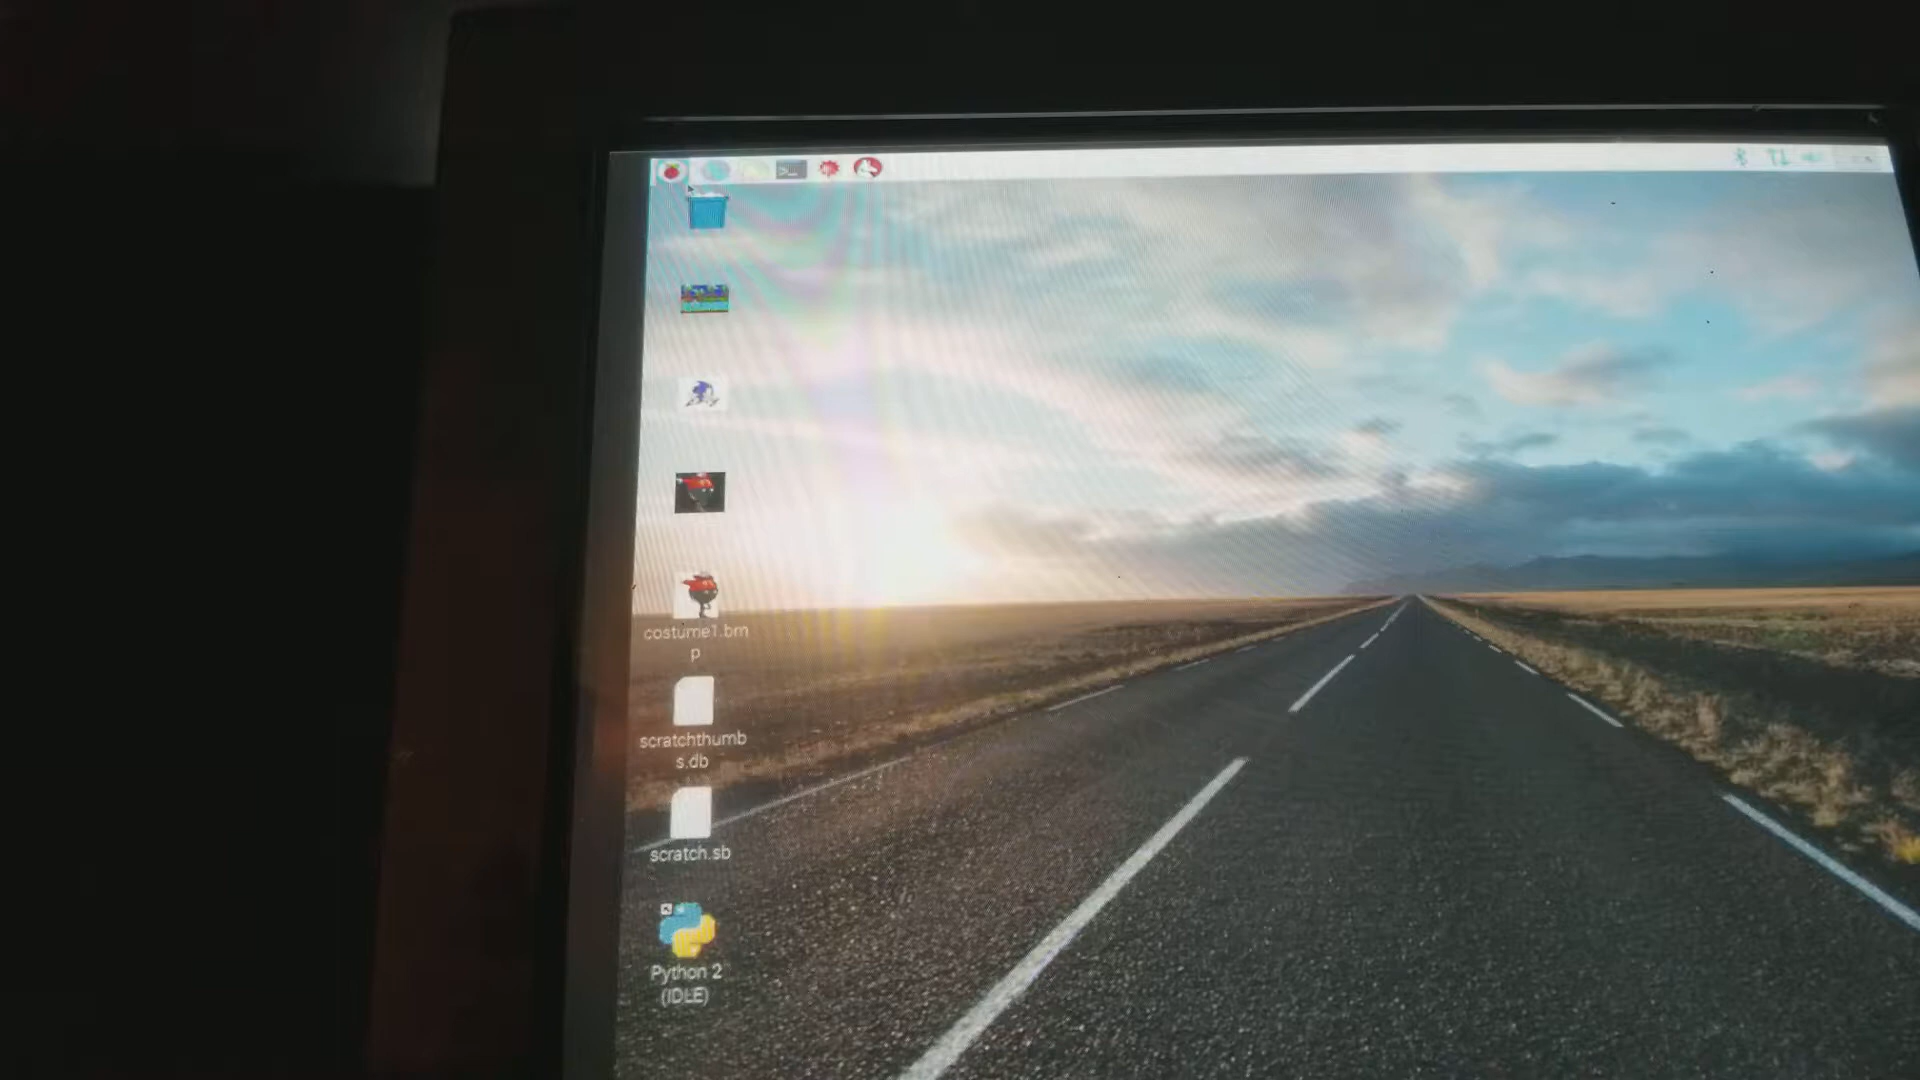 costume1.bm
p
scratchthumb
s.db
scratch.sb
Python 2
(IDLE)